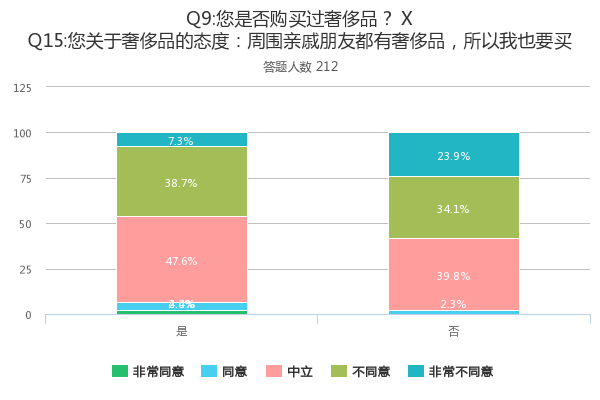 Q9:您是否购买过奢侈品？ X
Q15:您关于奢侈品的态度：周围亲戚朋友都有奢侈品，所以我也要买
答题人数 212
125
100
75
50
25
0
7.3%
38.7%
47.6%
23.9%
34.1%
39.8%
2.3%
是
否
非常同意
同意
中立
不同意
非常不同意